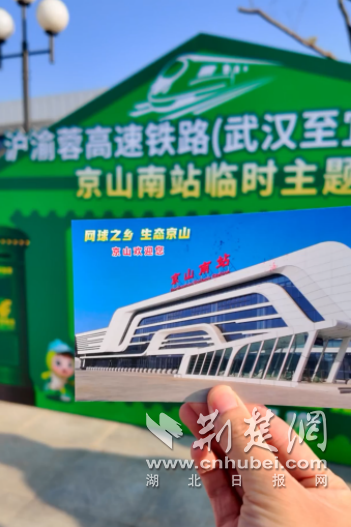 沪渝蓉高速铁路(武汉至宜
京山南站临时主题
网球之乡 生态京山
京山欢迎您
京山南站
荆楚网
www.cnhubei.com
湖北日报网